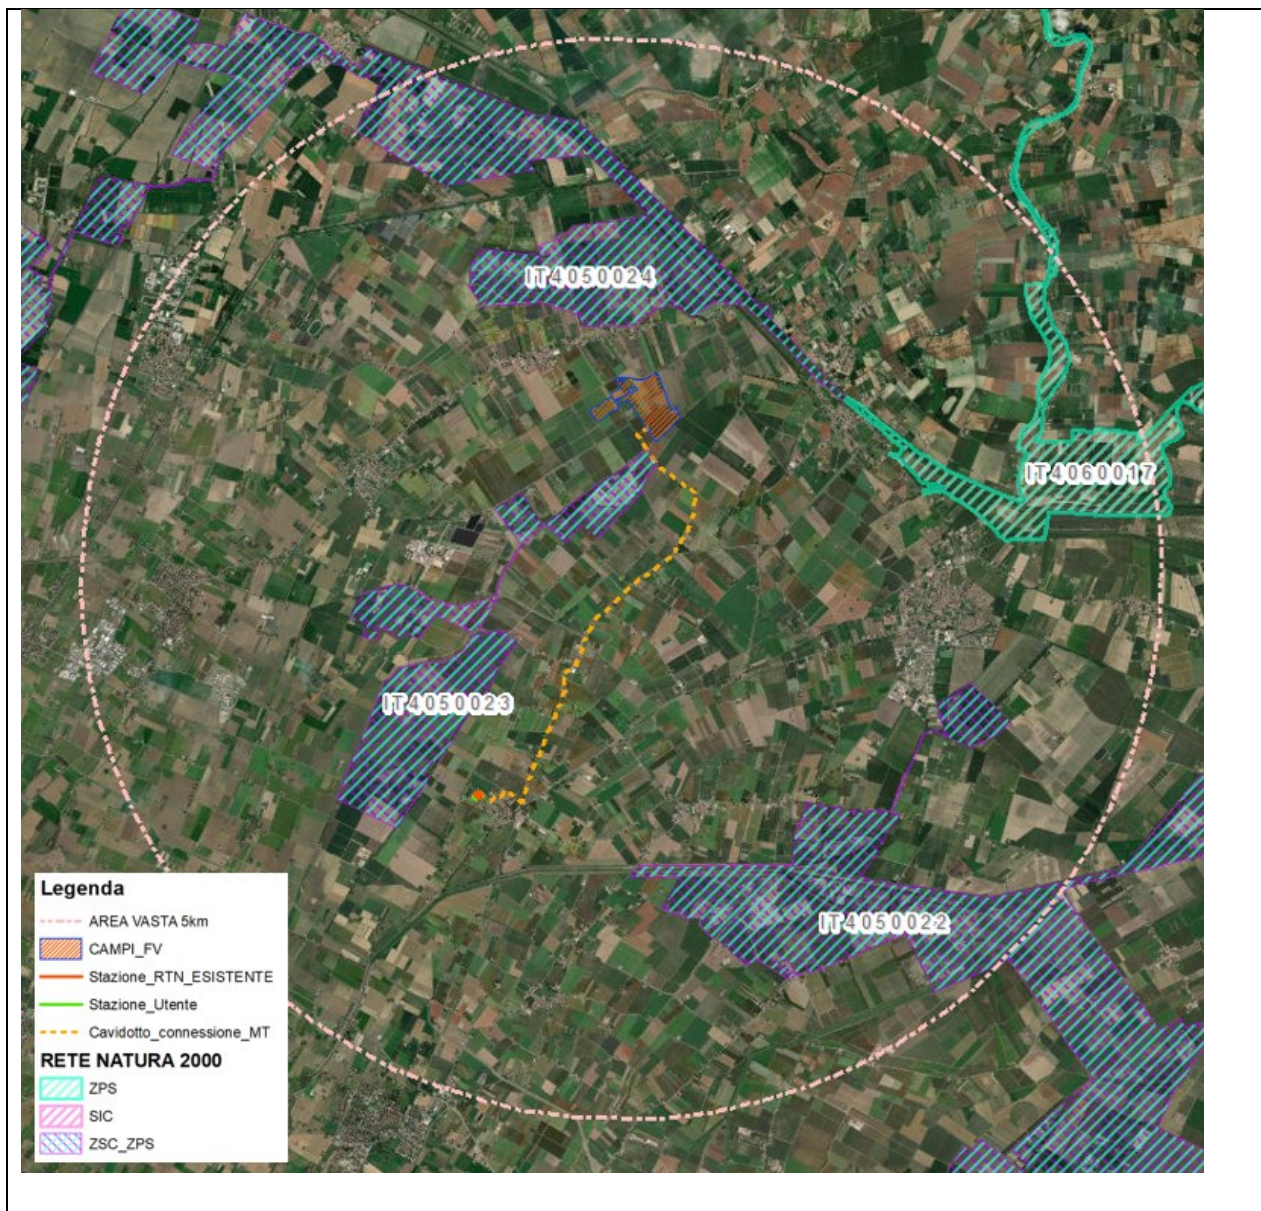 IT4050024
IT4060017
IT4050023
IT4050022
Legenda
AREA VASTA 5km
CAMPI_FV
Stazione_RTN_ESISTENTE
Stazione_Utente
Cavidotto_connessione_MT
RETE NATURA 2000
ZPS
SIC
ZSC_ZPS